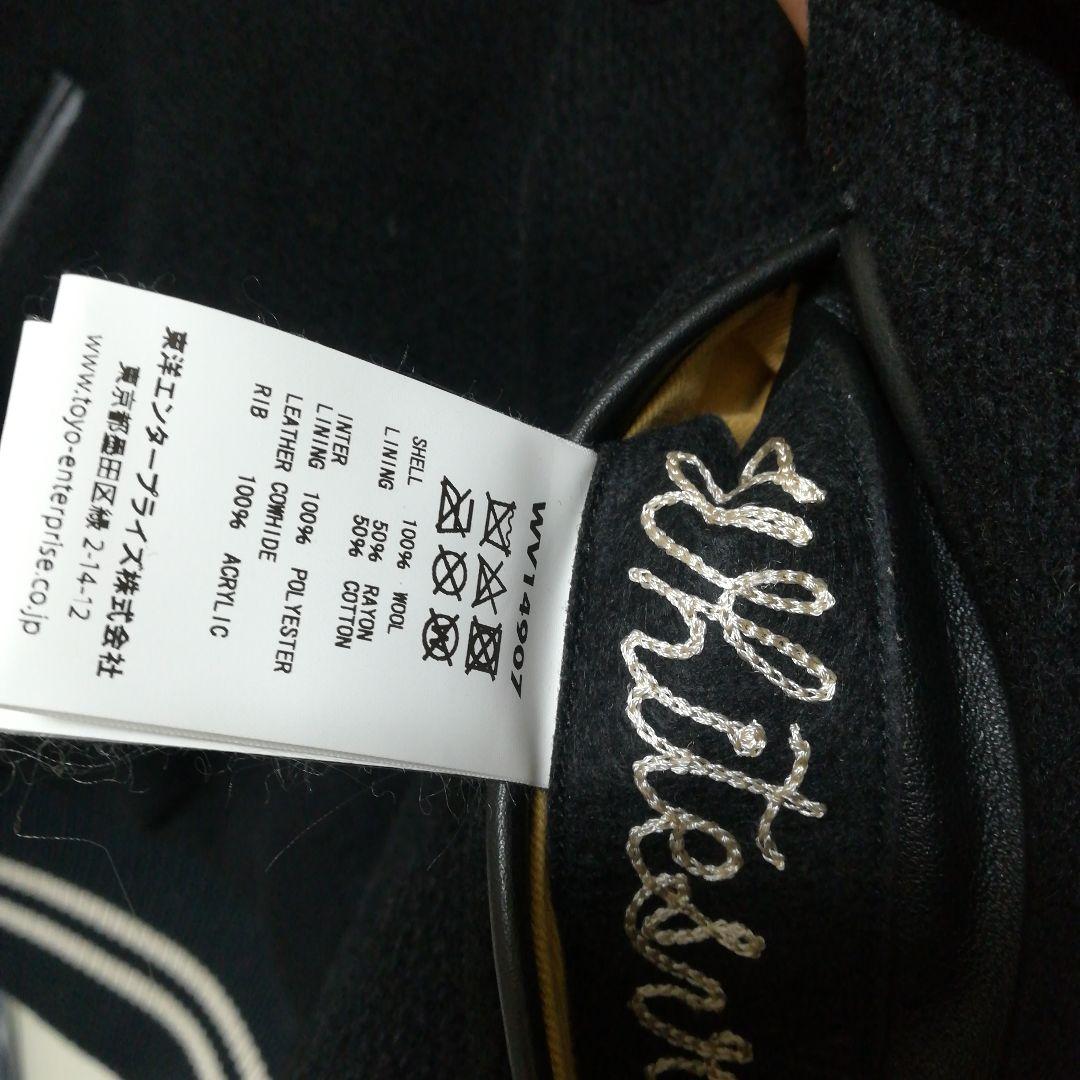 WV14907
SHELL 100% WOOL
LINING 50% RAYON
50% COTTON
INTER
LINING 100% POLYESTER
LEATHER COWHIDE
RIB 100% ACRYLIC
東洋エンタープライズ株式会社
東京都墨田区緑 2-14-12
www.toyo-enterprise.co.jp
Whitesn